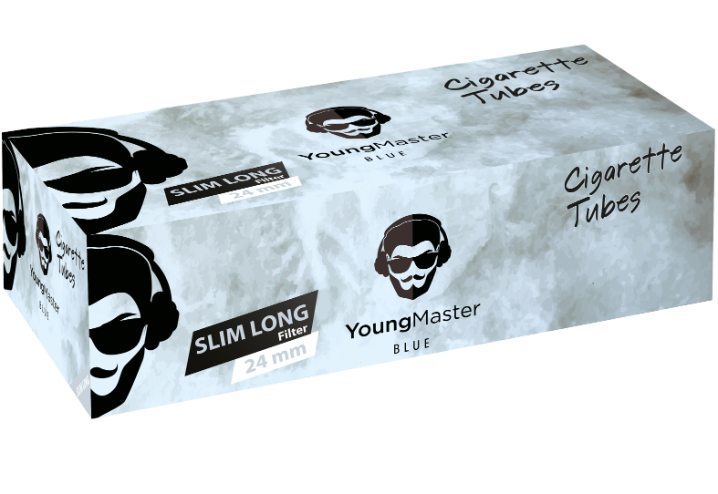 Cigarette
Tubes
YoungMaster
BLUE
SLIM LONG
Filter
24 mm
Cigarette
Tubes
SLIM LONG
Filter
24 mm
YoungMaster
BLUE
Cigarette
Tubes
YoungMaster
BLUE